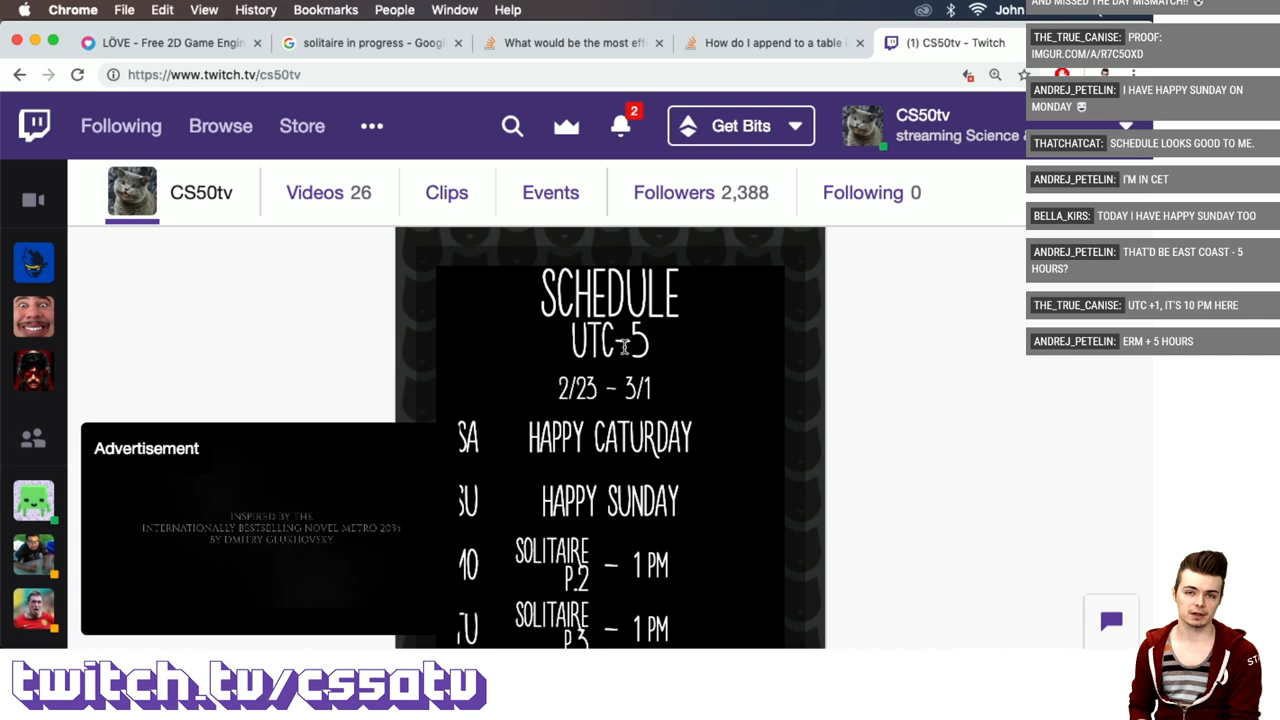 Chrome File Edit View History Bookmarks People Window Help John
LÖVE - Free 2D Game Engin
solitaire in progress - Googl
What would be the most eff
How do I append to a table i
(1) CS50tv - Twitch
https://www.twitch.tv/cs50tv
Following Browse Store
2
Get Bits
CS50tv
streaming Science
CS50tv Videos 26 Clips Events Followers 2,388 Following 0
SCHEDULE
UTC-5
2/23 - 3/1
SA HAPPY CATURDAY
SU HAPPY SUNDAY
MO SOLITAIRE P.2 - 1 PM
TU SOLITAIRE P.3 - 1 PM
Advertisement
INSPIRED BY THE
INTERNATIONALLY BESTSELLING NOVEL METRO 2035
BY DMITRY GLUKHOVSKY
AND MISSED THE DAY MISMATCH!!
THE_TRUE_CANISE: PROOF:
IMGUR.COM/A/R7C5OXD
ANDREJ_PETELIN: I HAVE HAPPY SUNDAY ON
MONDAY
THATCHATCAT: SCHEDULE LOOKS GOOD TO ME.
ANDREJ_PETELIN: I'M IN CET
BELLA_KIRS: TODAY I HAVE HAPPY SUNDAY TOO
ANDREJ_PETELIN: THAT'D BE EAST COAST - 5
HOURS?
THE_TRUE_CANISE: UTC +1, IT'S 10 PM HERE
ANDREJ_PETELIN: ERM + 5 HOURS
twitch.tv/cs50tv